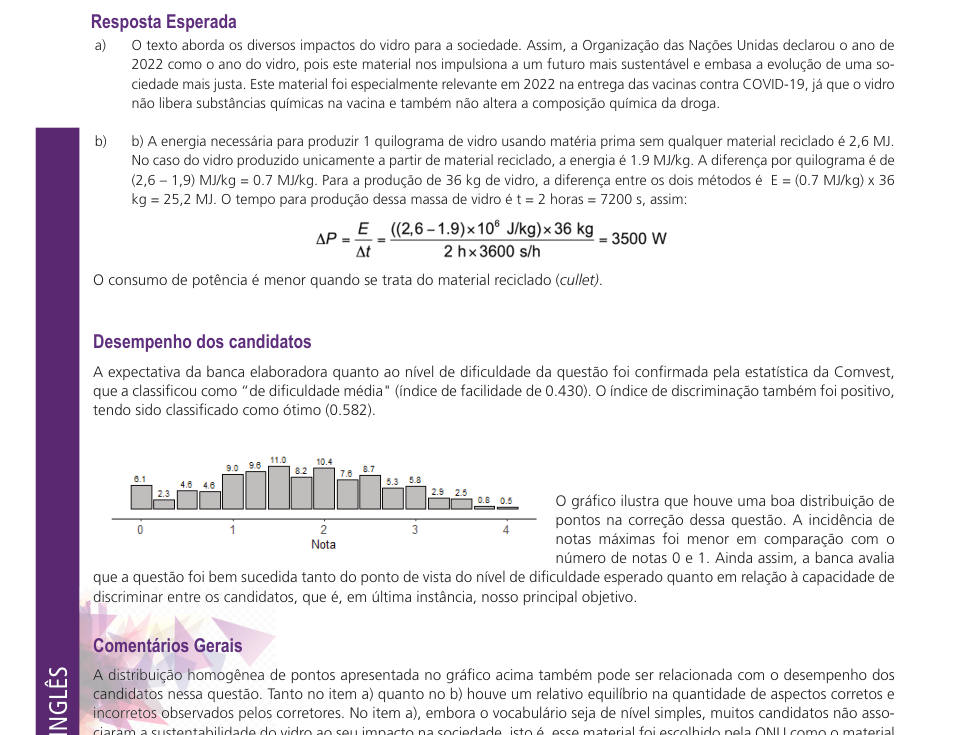 Resposta Esperada
a) O texto aborda os diversos impactos do vidro para a sociedade. Assim, a Organização das Nações Unidas declarou o ano de
2022 como o ano do vidro, pois este material nos impulsiona a um futuro mais sustentável e embasa a evolução de uma so-
ciedade mais justa. Este material foi especialmente relevante em 2022 na entrega das vacinas contra COVID-19, já que o vidro
não libera substâncias químicas na vacina e também não altera a composição química da droga.
b) b) A energia necessária para produzir 1 quilograma de vidro usando matéria prima sem qualquer material reciclado é 2,6 MJ.
No caso do vidro produzido unicamente a partir de material reciclado, a energia é 1.9 MJ/kg. A diferença por quilograma é de
(2,6 – 1,9) MJ/kg = 0.7 MJ/kg. Para a produção de 36 kg de vidro, a diferença entre os dois métodos é E = (0.7 MJ/kg) x 36
kg = 25,2 MJ. O tempo para produção dessa massa de vidro é t = 2 horas = 7200 s, assim:
ΔP = E/Δt = ((2,6 – 1.9)×10⁶ J/kg)×36 kg / 2 h×3600 s/h = 3500 W
O consumo de potência é menor quando se trata do material reciclado (cullet).
Desempenho dos candidatos
A expectativa da banca elaboradora quanto ao nível de dificuldade da questão foi confirmada pela estatística da Comvest,
que a classificou como “de dificuldade média" (índice de facilidade de 0.430). O índice de discriminação também foi positivo,
tendo sido classificado como ótimo (0.582).
6.1 2.3 4.6 4.6 9.0 9.6 11.0 8.2 10.4 7.6 8.7 5.3 5.8 2.9 2.5 0.8 0.5
0 1 2 3 4
Nota
O gráfico ilustra que houve uma boa distribuição de
pontos na correção dessa questão. A incidência de
notas máximas foi menor em comparação com o
número de notas 0 e 1. Ainda assim, a banca avalia
que a questão foi bem sucedida tanto do ponto de vista do nível de dificuldade esperado quanto em relação à capacidade de
discriminar entre os candidatos, que é, em última instância, nosso principal objetivo.
Comentários Gerais
A distribuição homogênea de pontos apresentada no gráfico acima também pode ser relacionada com o desempenho dos
candidatos nessa questão. Tanto no item a) quanto no b) houve um relativo equilíbrio na quantidade de aspectos corretos e
incorretos observados pelos corretores. No item a), embora o vocabulário seja de nível simples, muitos candidatos não asso-
ciaram a sustentabilidade do vidro ao seu impacto na sociedade, isto é, esse material foi escolhido pela ONU como o material
INGLÊS